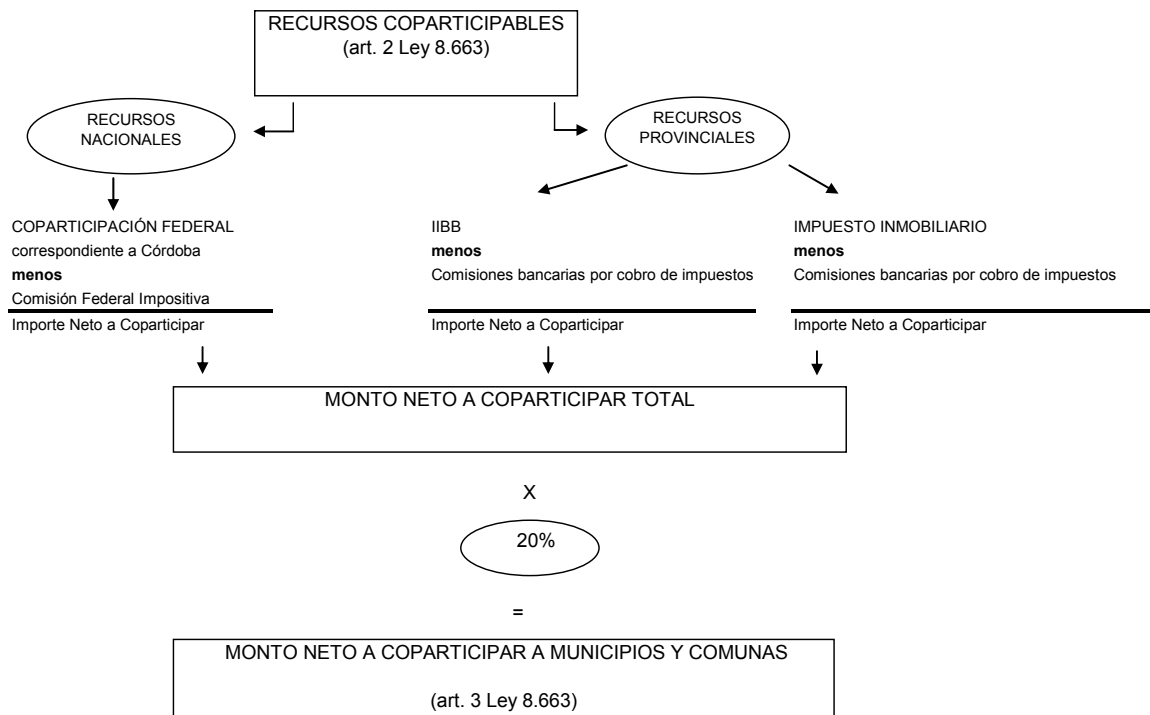 RECURSOS COPARTICIPABLES
(art. 2 Ley 8.663)
RECURSOS
NACIONALES
RECURSOS
PROVINCIALES
COPARTICIPACIÓN FEDERAL
correspondiente a Córdoba
menos
Comisión Federal Impositiva
Importe Neto a Coparticipar
IIBB
menos
Comisiones bancarias por cobro de impuestos
Importe Neto a Coparticipar
IMPUESTO INMOBILIARIO
menos
Comisiones bancarias por cobro de impuestos
Importe Neto a Coparticipar
MONTO NETO A COPARTICIPAR TOTAL
X
20%
=
MONTO NETO A COPARTICIPAR A MUNICIPIOS Y COMUNAS
(art. 3 Ley 8.663)